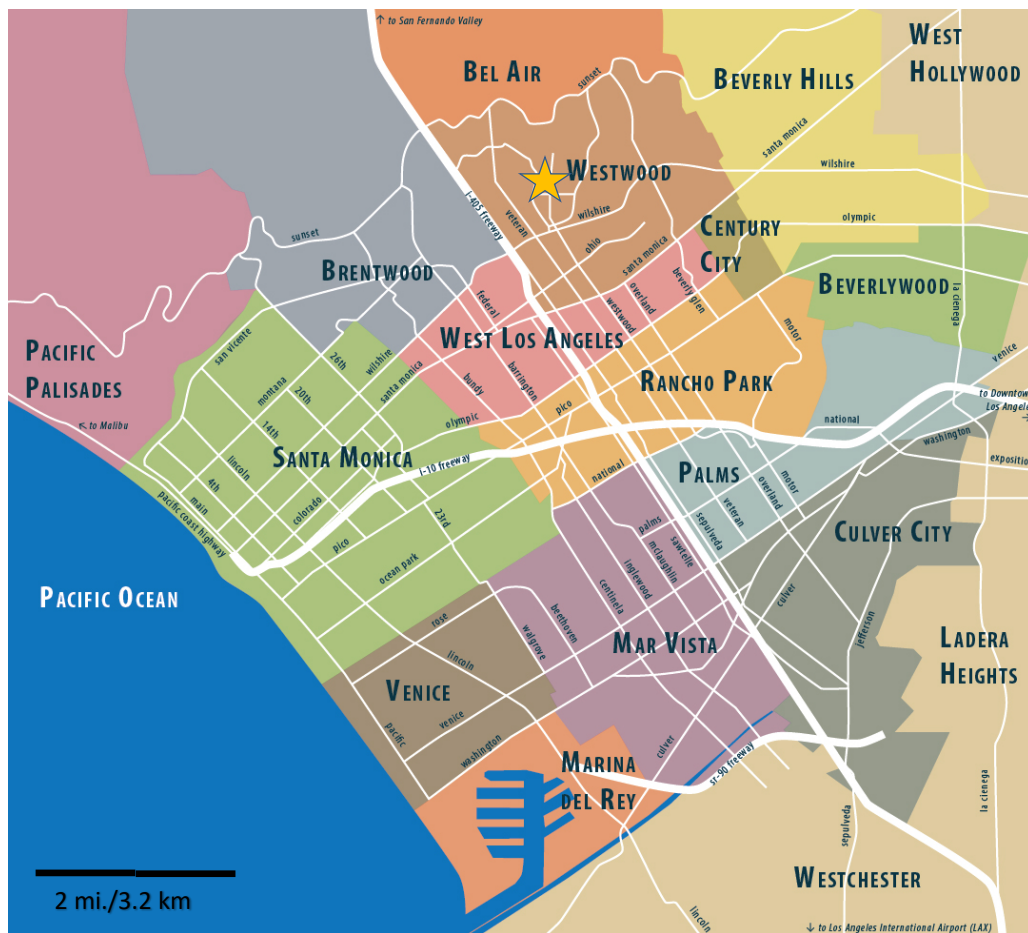 ↑ to San Fernando Valley
BEL AIR
sunset
BEVERLY HILLS
WEST
HOLLYWOOD
santa monica
WESTWOOD
wilshire
I-405 freeway
veteran
wilshire
ohio
santa monica
CENTURY
CITY
olympic
sunset
BRENTWOOD
federal
WEST LOS ANGELES
westwood
overland
beverly glen
BEVERLYWOOD
la cienega
motor
venice
PACIFIC
PALISADES
san vicente
26th
wilshire
santa monica
montana
20th
bundy
barrington
RANCHO PARK
pico
to Downtown
Los Angeles
→
↖ to Malibu
14th
olympic
national
washington
SANTA MONICA
I-10 freeway
lincoln
4th
main
colorado
national
PALMS
motor
overland
veteran
sepulveda
exposition
pacific coast highway
pico
23rd
palms
sawtelle
mclaughlin
inglewood
centinela
CULVER CITY
ocean park
culver
PACIFIC OCEAN
rose
beethoven
walgrove
jefferson
MAR VISTA
LADERA
HEIGHTS
lincoln
VENICE
pacific
venice
washington
culver
MARINA
DEL REY
sr-90 freeway
la cienega
sepulveda
2 mi./3.2 km
WESTCHESTER
lincoln
↓ to Los Angeles International Airport (LAX)